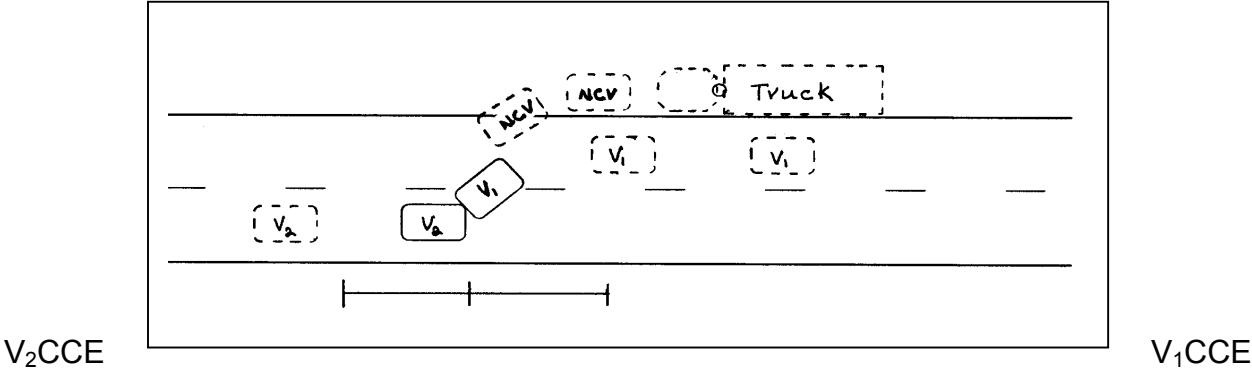 NCV
Truck
NCV
V₁
V₁
V₁
V₂
V₂
V₂CCE
V₁CCE